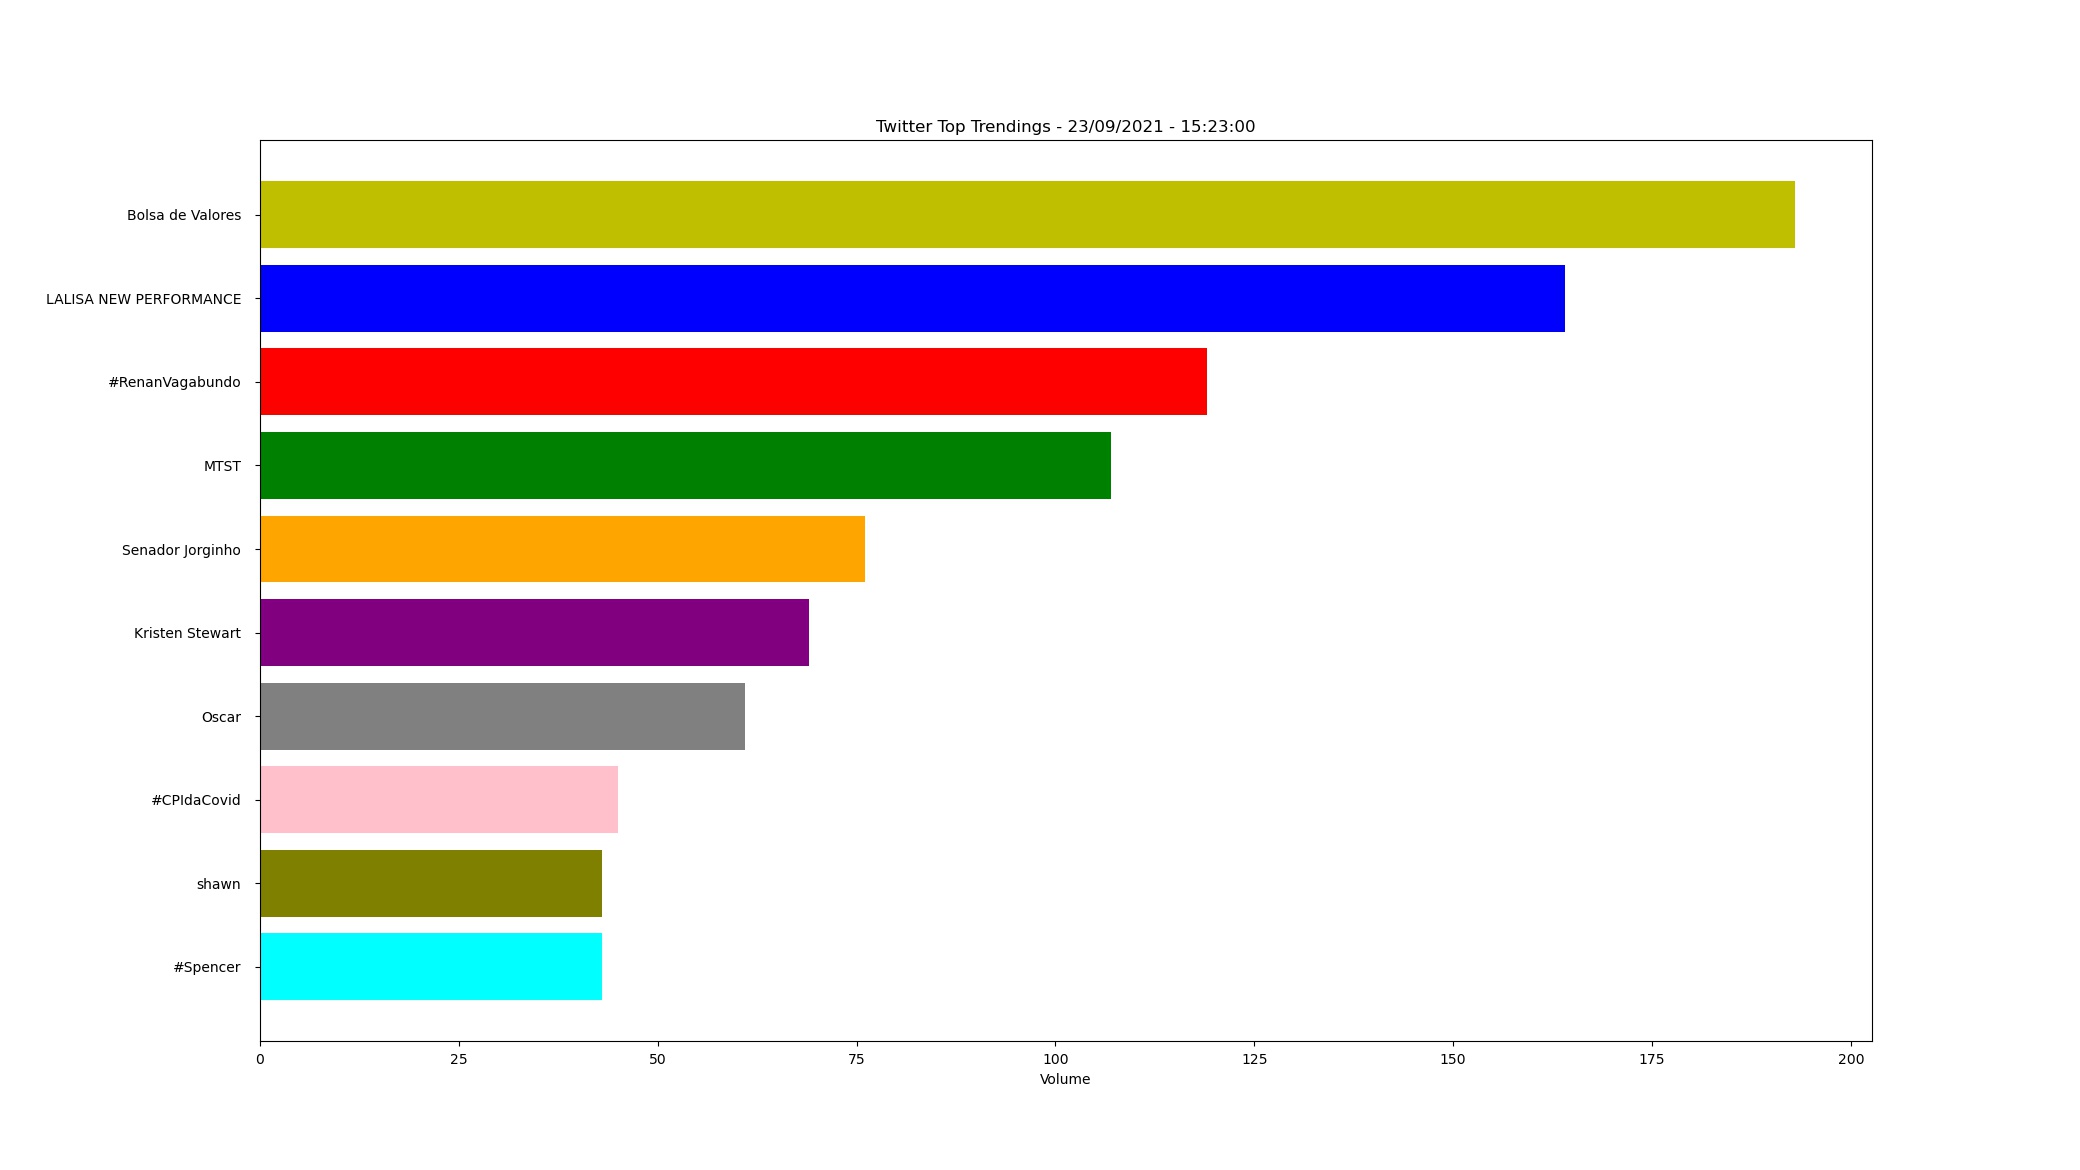 Twitter Top Trendings - 23/09/2021 - 15:23:00
Bolsa de Valores
LALISA NEW PERFORMANCE
#RenanVagabundo
MTST
Senador Jorginho
Kristen Stewart
Oscar
#CPIdaCovid
shawn
#Spencer
0 25 50 75 100 125 150 175 200
Volume